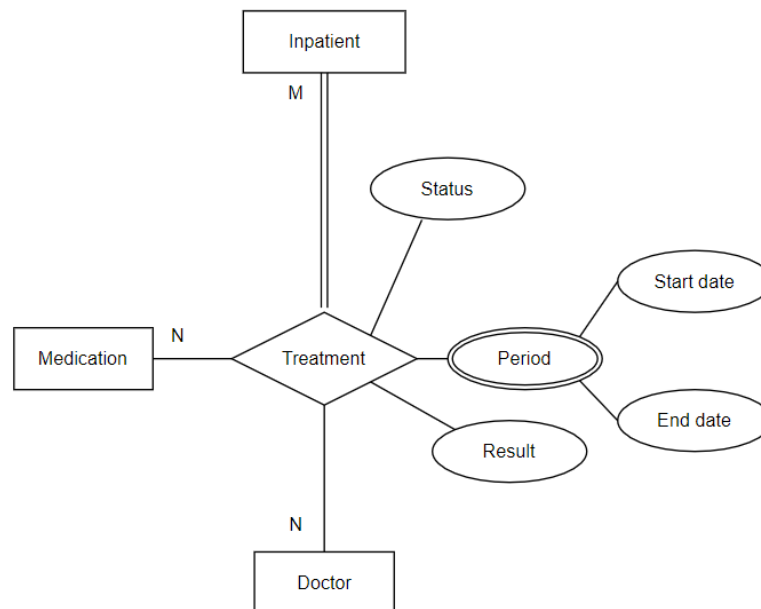 Inpatient
M
Status
Start date
N
Medication
Treatment
Period
End date
Result
N
Doctor